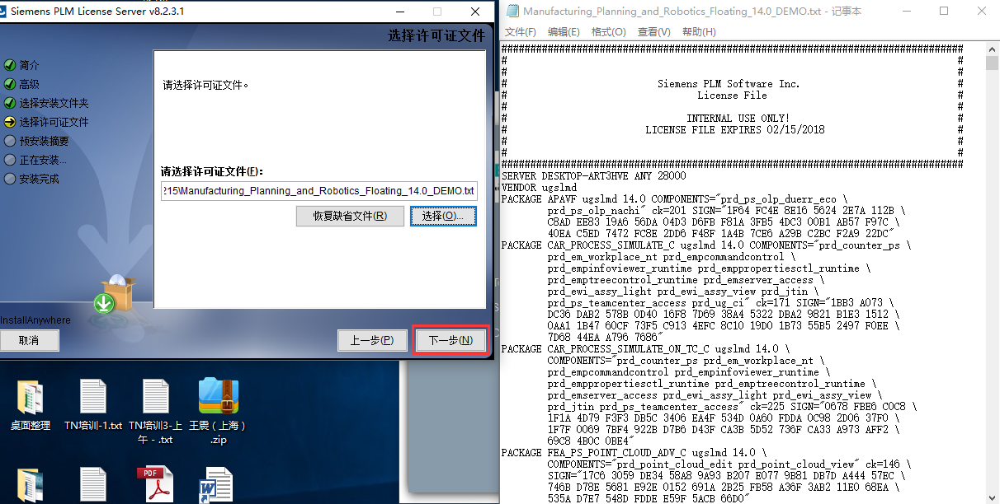 Siemens PLM License Server v8.2.3.1
选择许可证文件
简介
高级
选择安装文件夹
选择许可证文件
预安装摘要
正在安装...
安装完成
请选择许可证文件。
请选择许可证文件(F):
215\Manufacturing_Planning_and_Robotics_Floating_14.0_DEMO.txt
恢复缺省文件(R)
选择(O)...
InstallAnywhere
取消
上一步(P)
下一步(N)
桌面整理
TN培训-1.txt
TN培训3-上
午 - .txt
王震（上海）
.zip
PDF
Manufacturing_Planning_and_Robotics_Floating_14.0_DEMO.txt - 记事本
文件(F) 编辑(E) 格式(O) 查看(V) 帮助(H)
################################################################################
# #
# #
# Siemens PLM Software Inc. #
# License File #
# #
# INTERNAL USE ONLY! #
# LICENSE FILE EXPIRES 02/15/2018 #
# #
# #
################################################################################
SERVER DESKTOP-ART3HVE ANY 28000
VENDOR ugslmd
PACKAGE APAVF ugslmd 14.0 COMPONENTS="prd_ps_olp_duerr_eco \
prd_ps_olp_nachi" ck=201 SIGN="1F64 FC4E 8E16 5624 2E7A 112B \
C8AD EE83 19A6 56DA 04D3 D6FB F81A 3FB5 4DC3 00B1 AB57 F97C \
40EA C5ED 7472 FC8E 2DD6 F48F 1A4B 7CE6 A29B C2BC F2A9 22DC"
PACKAGE CAR_PROCESS_SIMULATE_C ugslmd 14.0 COMPONENTS="prd_counter_ps \
prd_em_workplace_nt prd_empcommandcontrol \
prd_empinfoviewer_runtime prd_emppropertiesctl_runtime \
prd_emptreecontrol_runtime prd_emserver_access \
prd_ewi_assy_light prd_ewi_assy_view prd_jtin \
prd_ps_teamcenter_access prd_ug_ci" ck=171 SIGN="1BB3 A073 \
DC36 DAB2 578B 0D40 16F8 7D69 38A4 5322 DBA2 9821 B1E3 1512 \
0AA1 1B47 60CF 73F5 C913 4EFC 8C10 19D0 1B73 55B5 2497 F0EE \
7D68 44EA A796 7686"
PACKAGE CAR_PROCESS_SIMULATE_ON_TC_C ugslmd 14.0 \
COMPONENTS="prd_counter_ps prd_em_workplace_nt \
prd_empcommandcontrol prd_empinfoviewer_runtime \
prd_emppropertiesctl_runtime prd_emptreecontrol_runtime \
prd_emserver_access prd_ewi_assy_light prd_ewi_assy_view \
prd_jtin prd_ps_teamcenter_access" ck=225 SIGN="0678 FBE6 C0C8 \
1F1A 4D79 F3F3 DB5C 3406 EA4F 534D 0A60 FDDA 0C98 2D06 37F0 \
1F7F 0069 7BF4 922B D7B6 D43F CA3B 5D52 736F CA33 A973 AFF2 \
69C8 4B0C 0BE4"
PACKAGE FEA_PS_POINT_CLOUD_ADV_C ugslmd 14.0 \
COMPONENTS="prd_point_cloud_edit prd_point_cloud_view" ck=146 \
SIGN="17C6 3059 DE34 58A8 9A93 B207 E077 9B81 DB7D A444 57EC \
746B D78E 5681 E92E 0152 691A 2B25 FB58 A36F 3AB2 11E0 68EA \
535A D7E7 548D FDDE E59F 5ACB 66D0"